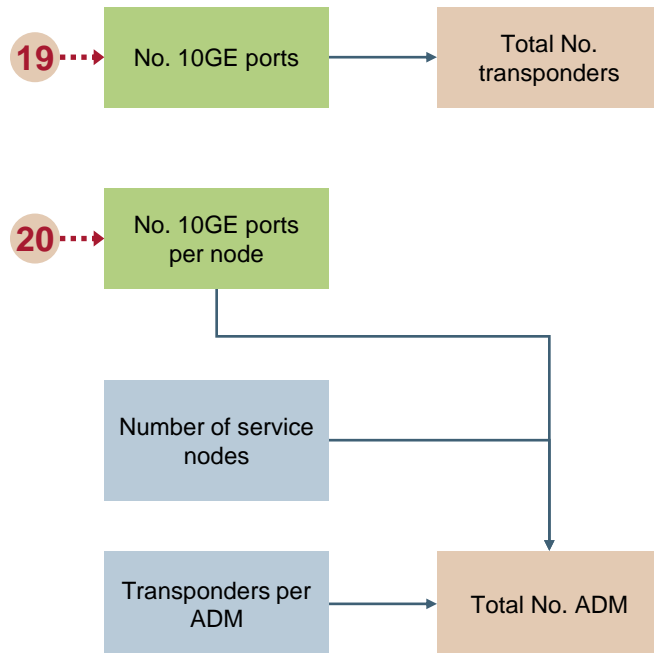 19
No. 10GE ports
Total No.
transponders
20
No. 10GE ports
per node
Number of service
nodes
Transponders per
ADM
Total No. ADM